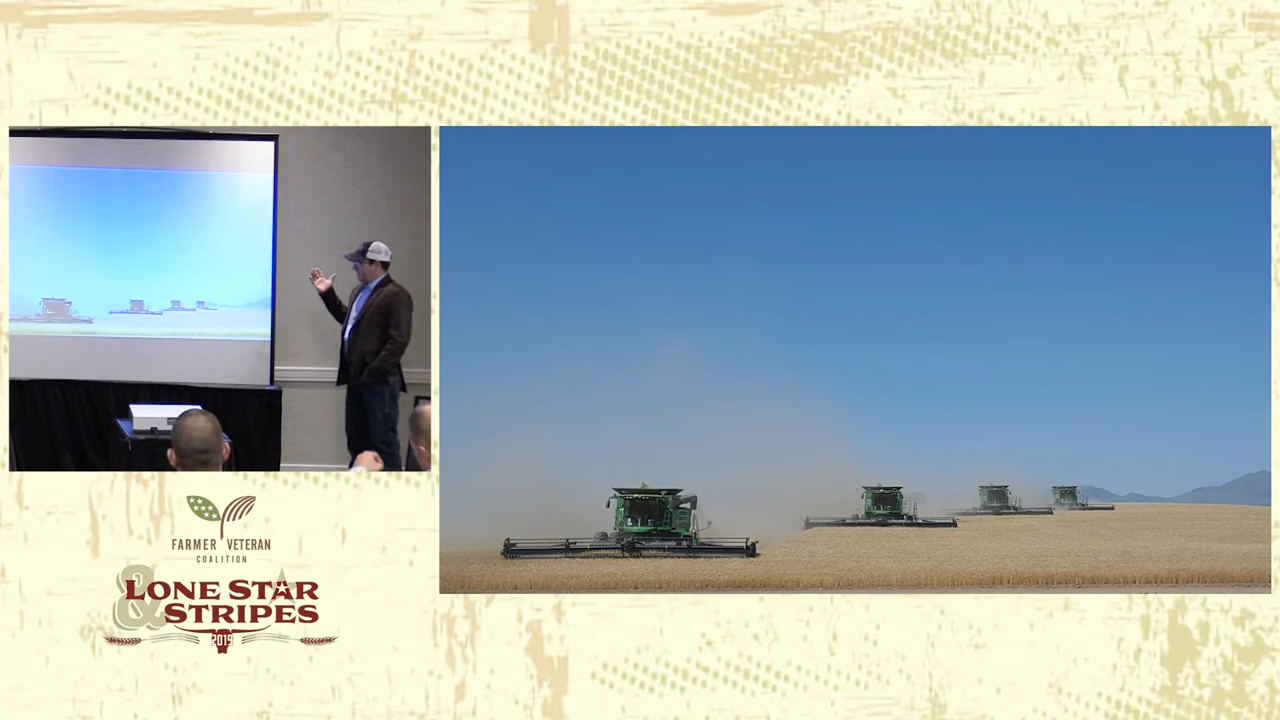 FARMER VETERAN
COALITION
& LONE STAR
STRIPES
2019